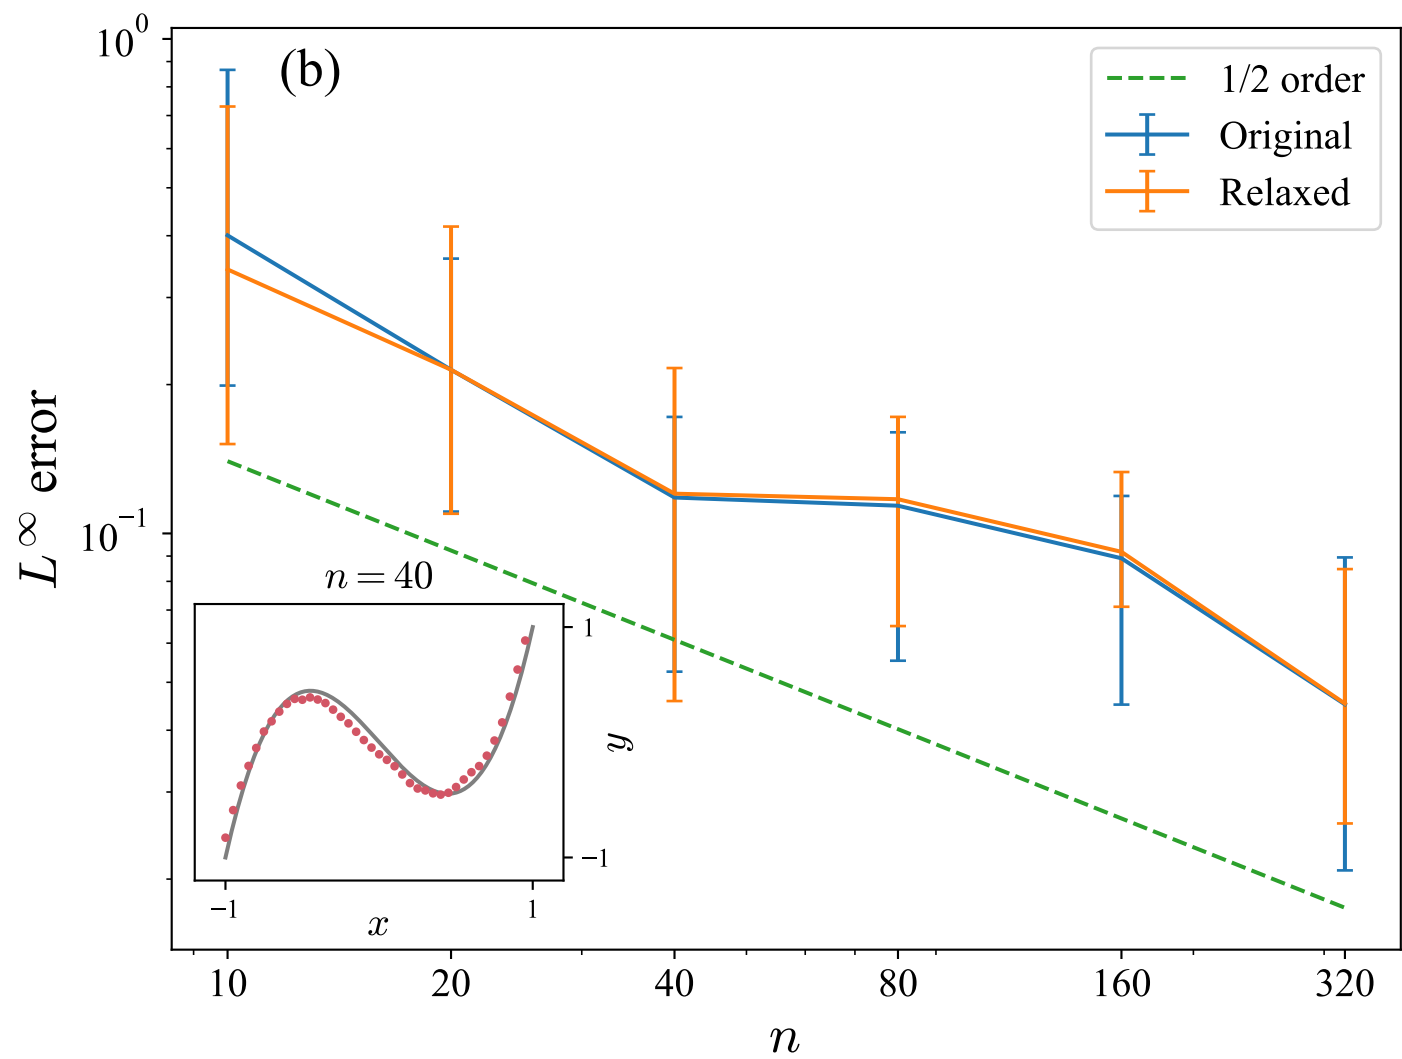 (b)
1/2 order
Original
Relaxed
10^0
10^{-1}
L^∞ error
n = 40
1
−1
y
−1
1
x
10
20
40
80
160
320
n